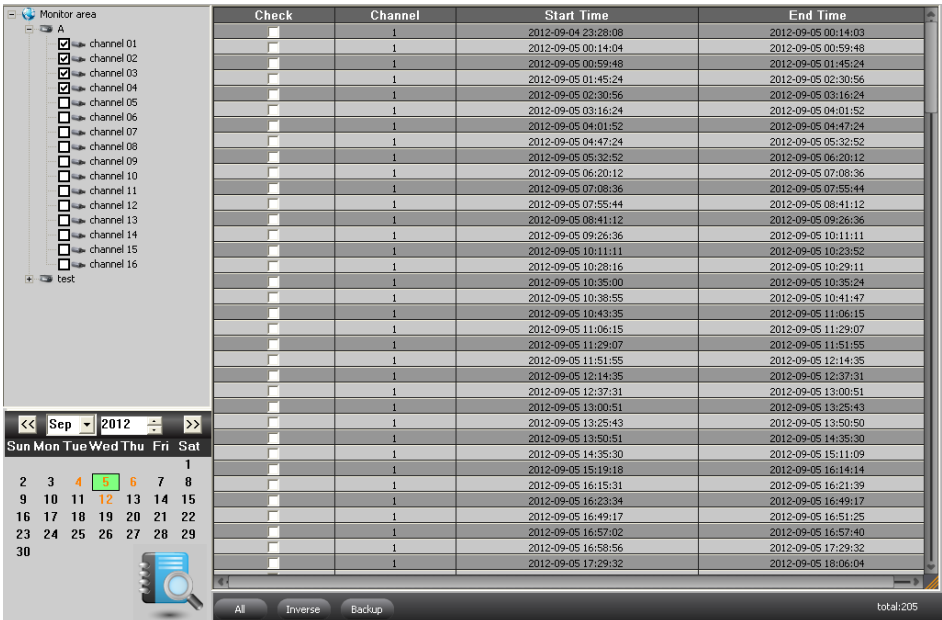 Monitor area
A
channel 01
channel 02
channel 03
channel 04
channel 05
channel 06
channel 07
channel 08
channel 09
channel 10
channel 11
channel 12
channel 13
channel 14
channel 15
channel 16
test
<< Sep 2012 >>
Sun Mon Tue Wed Thu Fri Sat
1
2 3 4 5 6 7 8
9 10 11 12 13 14 15
16 17 18 19 20 21 22
23 24 25 26 27 28 29
30
Check Channel Start Time End Time
1 2012-09-04 23:28:08 2012-09-05 00:14:03
1 2012-09-05 00:14:04 2012-09-05 00:59:48
1 2012-09-05 00:59:48 2012-09-05 01:45:24
1 2012-09-05 01:45:24 2012-09-05 02:30:56
1 2012-09-05 02:30:56 2012-09-05 03:16:24
1 2012-09-05 03:16:24 2012-09-05 04:01:52
1 2012-09-05 04:01:52 2012-09-05 04:47:24
1 2012-09-05 04:47:24 2012-09-05 05:32:52
1 2012-09-05 05:32:52 2012-09-05 06:20:12
1 2012-09-05 06:20:12 2012-09-05 07:08:36
1 2012-09-05 07:08:36 2012-09-05 07:55:44
1 2012-09-05 07:55:44 2012-09-05 08:41:12
1 2012-09-05 08:41:12 2012-09-05 09:26:36
1 2012-09-05 09:26:36 2012-09-05 10:11:11
1 2012-09-05 10:11:11 2012-09-05 10:23:52
1 2012-09-05 10:28:16 2012-09-05 10:29:11
1 2012-09-05 10:35:00 2012-09-05 10:35:24
1 2012-09-05 10:38:55 2012-09-05 10:41:47
1 2012-09-05 10:43:35 2012-09-05 11:06:15
1 2012-09-05 11:06:15 2012-09-05 11:29:07
1 2012-09-05 11:29:07 2012-09-05 11:51:55
1 2012-09-05 11:51:55 2012-09-05 12:14:35
1 2012-09-05 12:14:35 2012-09-05 12:37:31
1 2012-09-05 12:37:31 2012-09-05 13:00:51
1 2012-09-05 13:00:51 2012-09-05 13:25:43
1 2012-09-05 13:25:43 2012-09-05 13:50:50
1 2012-09-05 13:50:51 2012-09-05 14:35:30
1 2012-09-05 14:35:30 2012-09-05 15:11:09
1 2012-09-05 15:19:18 2012-09-05 16:14:14
1 2012-09-05 16:15:31 2012-09-05 16:21:39
1 2012-09-05 16:23:34 2012-09-05 16:49:17
1 2012-09-05 16:49:17 2012-09-05 16:51:25
1 2012-09-05 16:57:02 2012-09-05 16:57:40
1 2012-09-05 16:58:56 2012-09-05 17:29:32
1 2012-09-05 17:29:32 2012-09-05 18:06:04
All Inverse Backup total:205